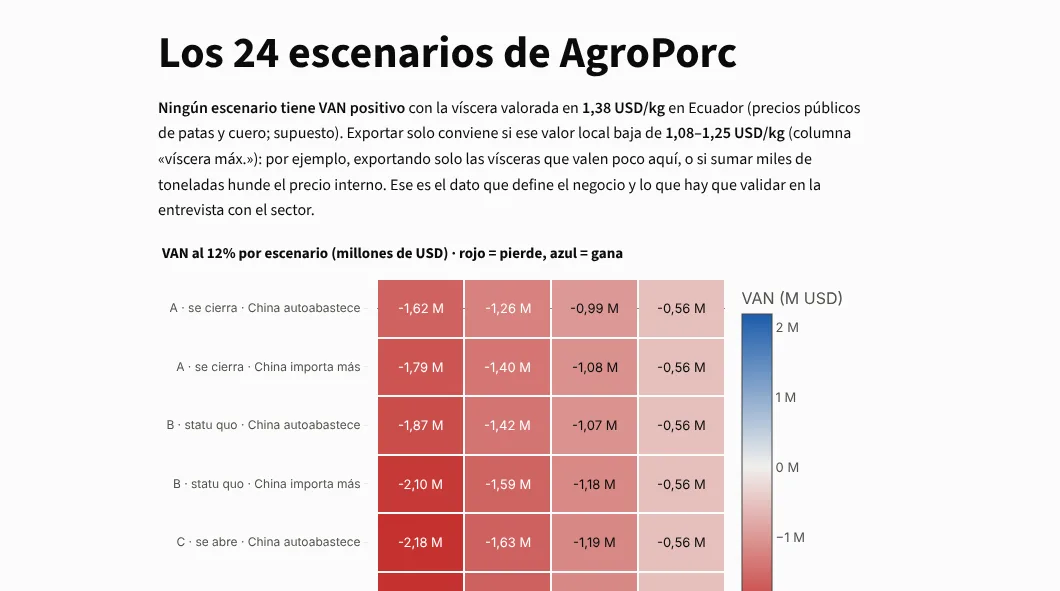 Los 24 escenarios de AgroPorc
Ningún escenario tiene VAN positivo con la víscera valorada en 1,38 USD/kg en Ecuador (precios públicos
de patas y cuero; supuesto). Exportar solo conviene si ese valor local baja de 1,08–1,25 USD/kg (columna
«víscera máx.»): por ejemplo, exportando solo las vísceras que valen poco aquí, o si sumar miles de
toneladas hunde el precio interno. Ese es el dato que define el negocio y lo que hay que validar en la
entrevista con el sector.
VAN al 12% por escenario (millones de USD) · rojo = pierde, azul = gana
A · se cierra · China autoabastece -1,62 M -1,26 M -0,99 M -0,56 M
A · se cierra · China importa más -1,79 M -1,40 M -1,08 M -0,56 M
B · statu quo · China autoabastece -1,87 M -1,42 M -1,07 M -0,56 M
B · statu quo · China importa más -2,10 M -1,59 M -1,18 M -0,56 M
C · se abre · China autoabastece -2,18 M -1,63 M -1,19 M -0,56 M
VAN (M USD)
2 M
1 M
0 M
−1 M